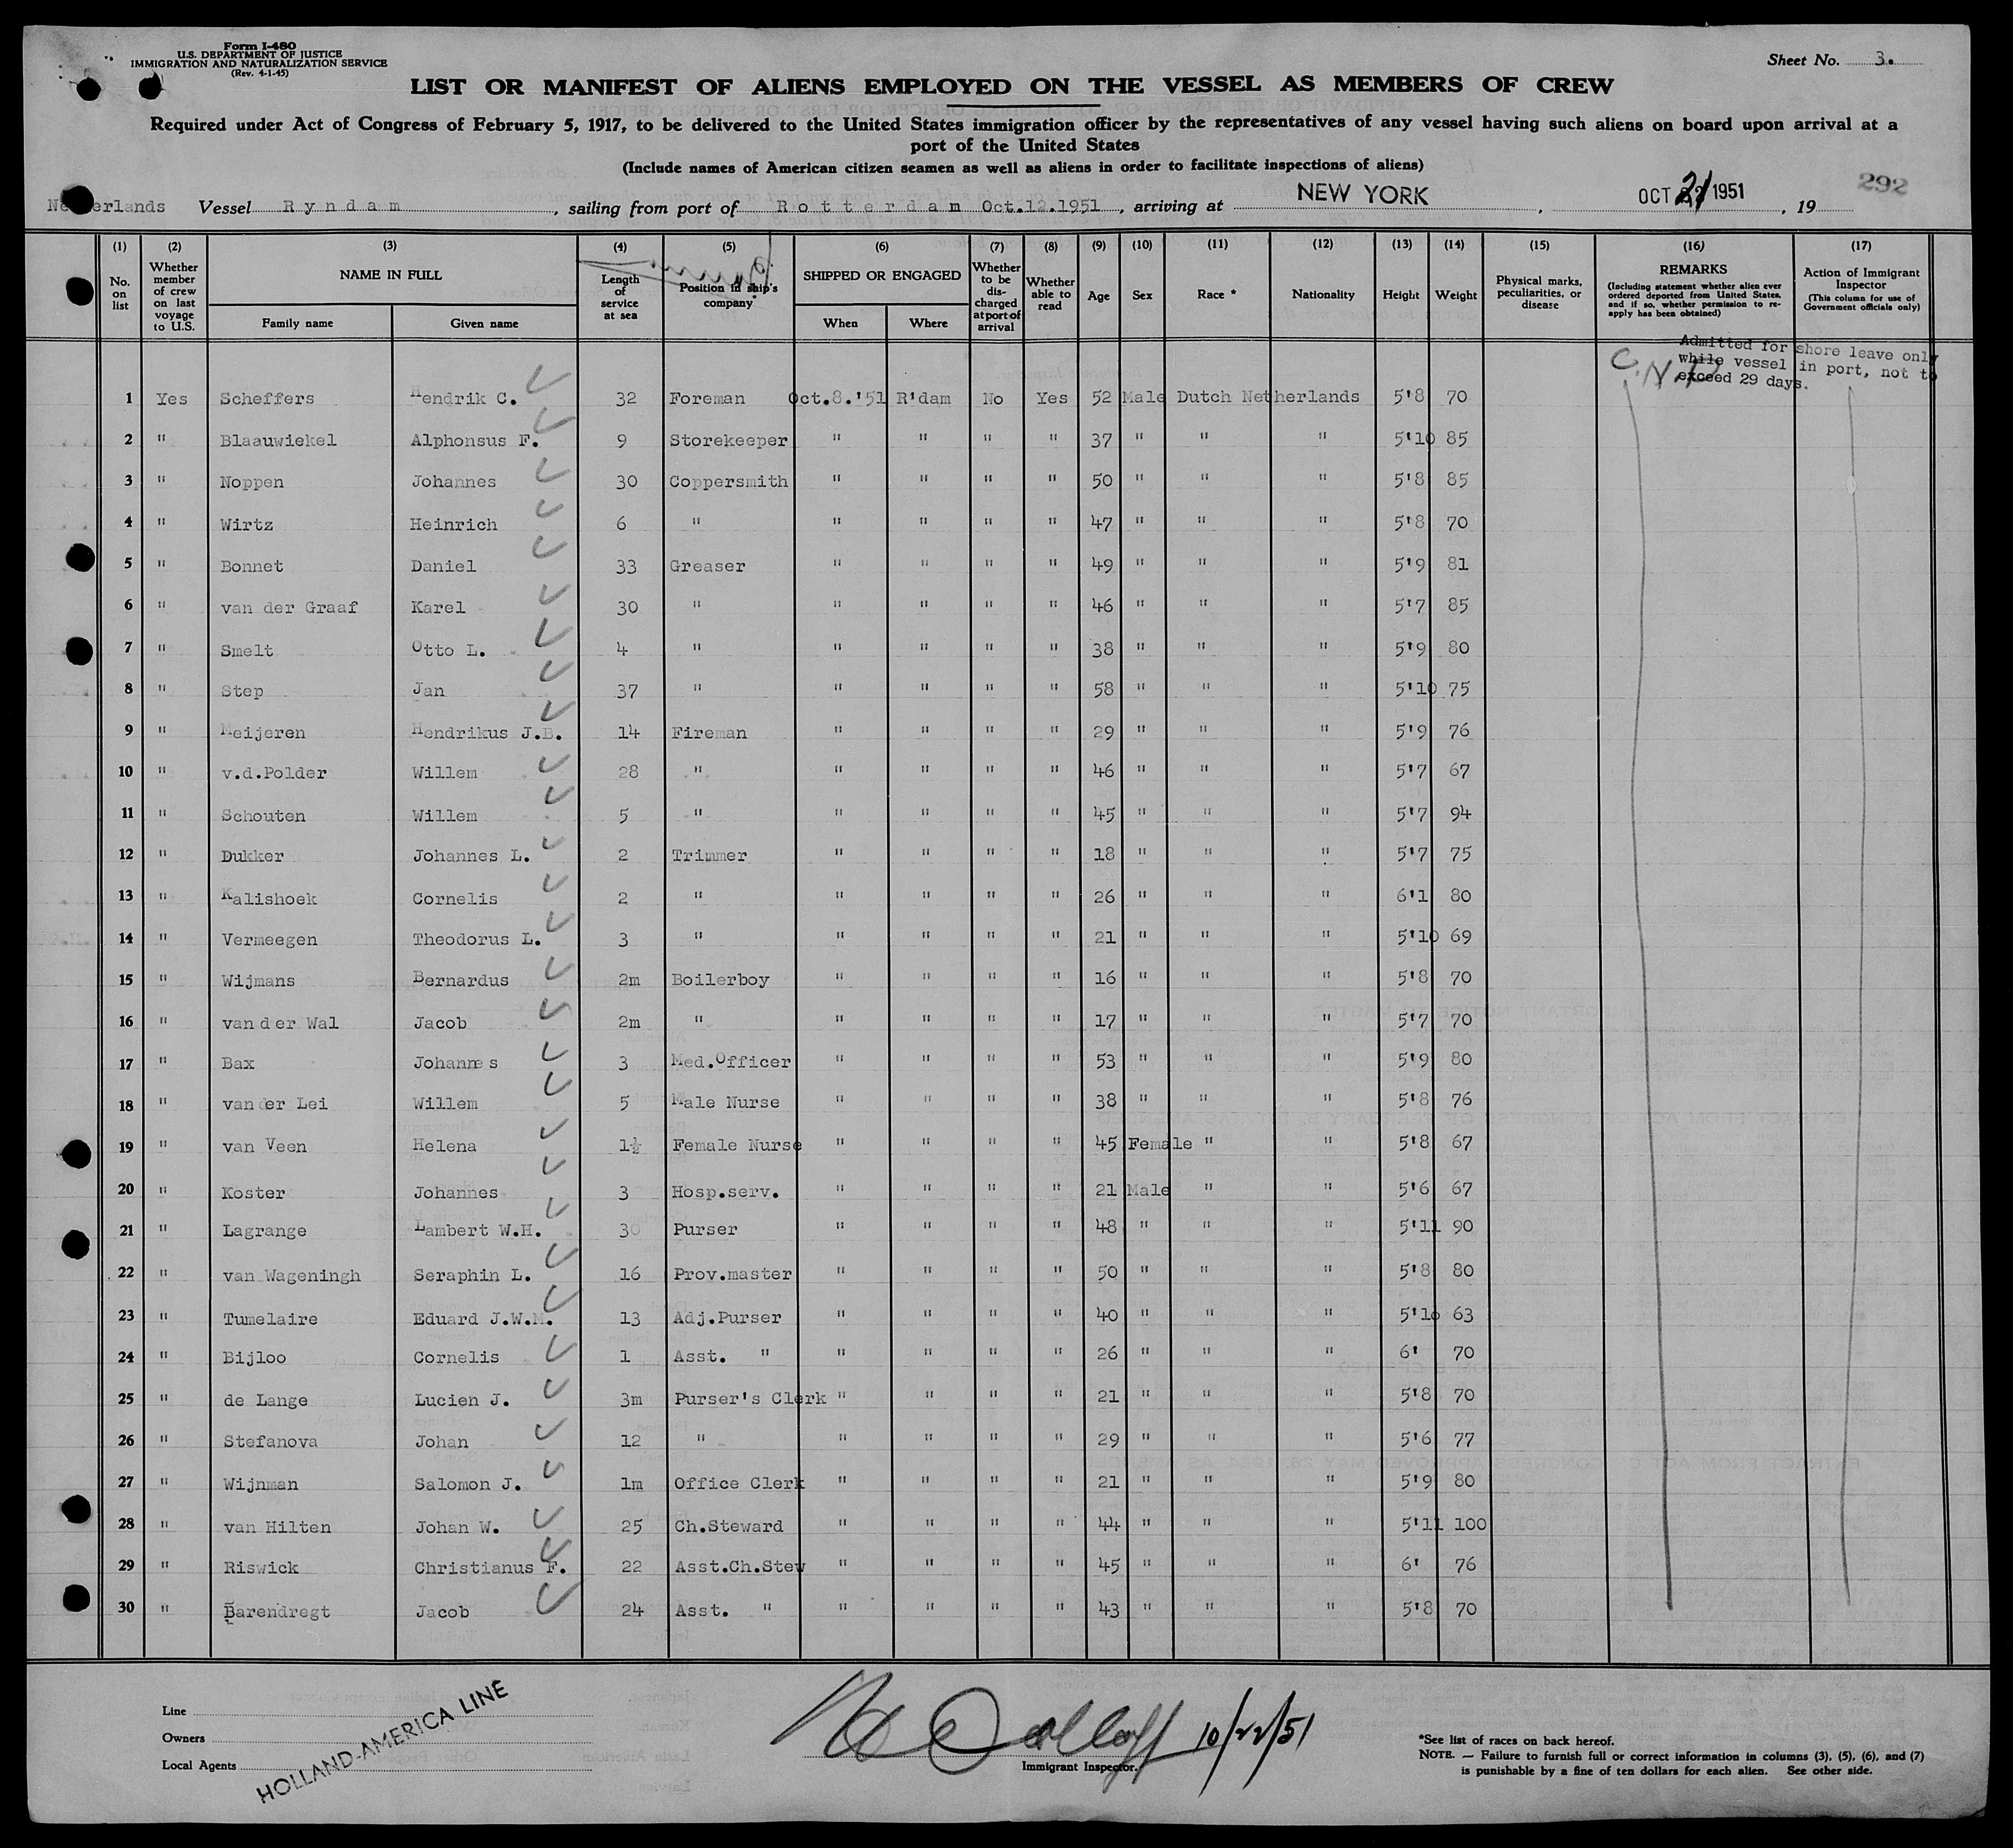 Form I-480
U.S. DEPARTMENT OF JUSTICE
IMMIGRATION AND NATURALIZATION SERVICE
(Rev. 4-1-45)
Sheet No. 3.
LIST OR MANIFEST OF ALIENS EMPLOYED ON THE VESSEL AS MEMBERS OF CREW
Required under Act of Congress of February 5, 1917, to be delivered to the United States immigration officer by the representatives of any vessel having such aliens on board upon arrival at a
port of the United States
(Include names of American citizen seamen as well as aliens in order to facilitate inspections of aliens)
292
Netherlands Vessel Ryndam, sailing from port of Rotterdam Oct.12.1951, arriving at NEW YORK, OCT 21 1951, 19
(1) (2) (3) (4) (5) (6) (7) (8) (9) (10) (11) (12) (13) (14) (15) (16) (17)
No. on list
Whether member of crew on last voyage to U.S.
NAME IN FULL
Family name
Given name
Length of service at sea
Position in ship's company
SHIPPED OR ENGAGED
When
Where
Whether to be discharged at port of arrival
Whether able to read
Age
Sex
Race *
Nationality
Height
Weight
Physical marks, peculiarities, or disease
REMARKS
(Including statement whether alien ever ordered deported from United States, and if so, whether permission to re-apply has been obtained)
Action of Immigrant Inspector
(This column for use of Government officials only)
Admitted for shore leave only
while vessel in port, not to
exceed 29 days.
1 Yes Scheffers Hendrik C. 32 Foreman Oct.8.'51 R'dam No Yes 52 Male Dutch Netherlands 5'8 70
2 " Blaauwiekel Alphonsus F. 9 Storekeeper " " " " 37 " " " 5'10 85
3 " Noppen Johannes 30 Coppersmith " " " " 50 " " " 5'8 85
4 " Wirtz Heinrich 6 " " " " " 47 " " " 5'8 70
5 " Bonnet Daniel 33 Greaser " " " " 49 " " " 5'9 81
6 " van der Graaf Karel 30 " " " " " 46 " " " 5'7 85
7 " Smelt Otto L. 4 " " " " " 38 " " " 5'9 80
8 " Step Jan 37 " " " " " 58 " " " 5'10 75
9 " Meijeren Hendrikus J.B. 14 Fireman " " " " 29 " " " 5'9 76
10 " v.d.Polder Willem 28 " " " " " 46 " " " 5'7 67
11 " Schouten Willem 5 " " " " " 45 " " " 5'7 94
12 " Dukker Johannes L. 2 Trimmer " " " " 18 " " " 5'7 75
13 " Kalishoek Cornelis 2 " " " " " 26 " " " 6'1 80
14 " Vermeegen Theodorus L. 3 " " " " " 21 " " " 5'10 69
15 " Wijmans Bernardus 2m Boilerboy " " " " 16 " " " 5'8 70
16 " van der Wal Jacob 2m " " " " " 17 " " " 5'7 70
17 " Bax Johannes 3 Med.Officer " " " " 53 " " " 5'9 80
18 " van der Lei Willem 5 Male Nurse " " " " 38 " " " 5'8 76
19 " van Veen Helena 1½ Female Nurse " " " " 45 Female " " 5'8 67
20 " Koster Johannes 3 Hosp.serv. " " " " 21 Male " " 5'6 67
21 " Lagrange Lambert W.H. 30 Purser " " " " 48 " " " 5'11 90
22 " van Wageningh Seraphin L. 16 Prov.master " " " " 50 " " " 5'8 80
23 " Tumelaire Eduard J.W.M. 13 Adj.Purser " " " " 40 " " " 5'10 63
24 " Bijloo Cornelis 1 Asst. " " " " " 26 " " " 6' 70
25 " de Lange Lucien J. 3m Purser's Clerk " " " " 21 " " " 5'8 70
26 " Stefanova Johan 12 " " " " " 29 " " " 5'6 77
27 " Wijnman Salomon J. 1m Office Clerk " " " " 21 " " " 5'9 80
28 " van Hilten Johan W. 25 Ch.Steward " " " " 44 " " " 5'11 100
29 " Riswick Christianus F. 22 Asst.Ch.Stew " " " " 45 " " " 6' 76
30 " Barendregt Jacob 24 Asst. " " " " " 43 " " " 5'8 70
Line
Owners
Local Agents
HOLLAND-AMERICA LINE
10/22/51
Immigrant Inspector.
*See list of races on back hereof.
NOTE. — Failure to furnish full or correct information in columns (3), (5), (6), and (7)
is punishable by a fine of ten dollars for each alien. See other side.